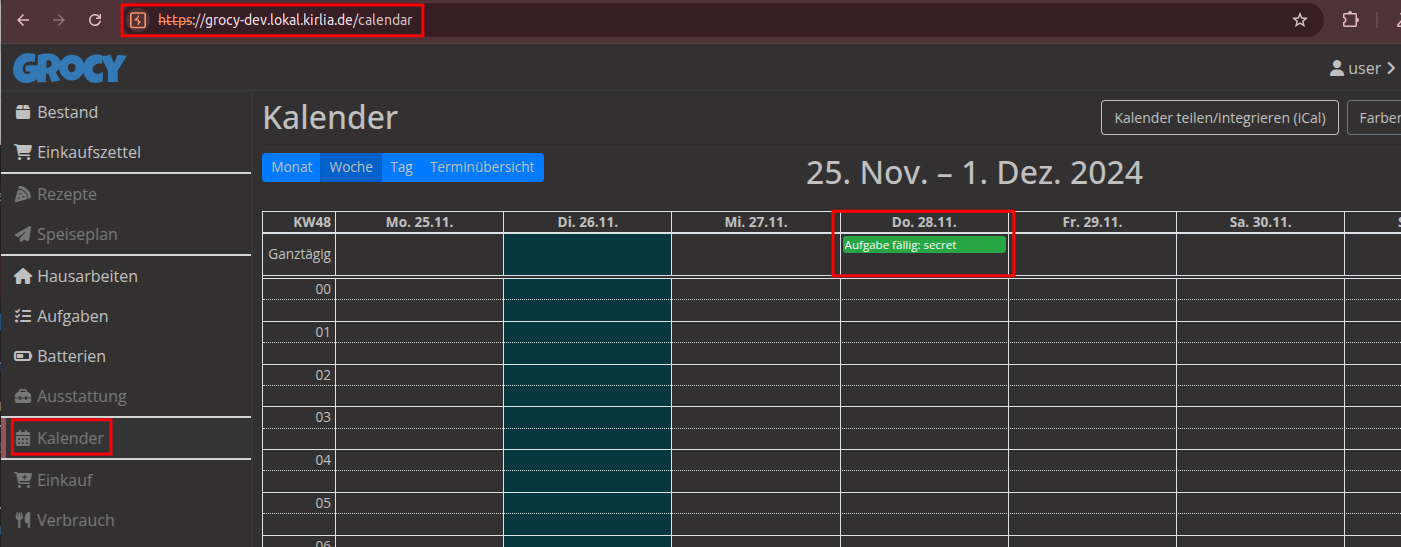 https://grocy-dev.lokal.kirlia.de/calendar
GROCY
user
Bestand
Einkaufszettel
Rezepte
Speiseplan
Hausarbeiten
Aufgaben
Batterien
Ausstattung
Kalender
Einkauf
Verbrauch
Kalender
Kalender teilen/integrieren (iCal)
Farben
Monat Woche Tag Terminübersicht
25. Nov. – 1. Dez. 2024
KW48 Mo. 25.11. Di. 26.11. Mi. 27.11. Do. 28.11. Fr. 29.11. Sa. 30.11. S
Ganztägig Aufgabe fällig: secret
00
01
02
03
04
05
06